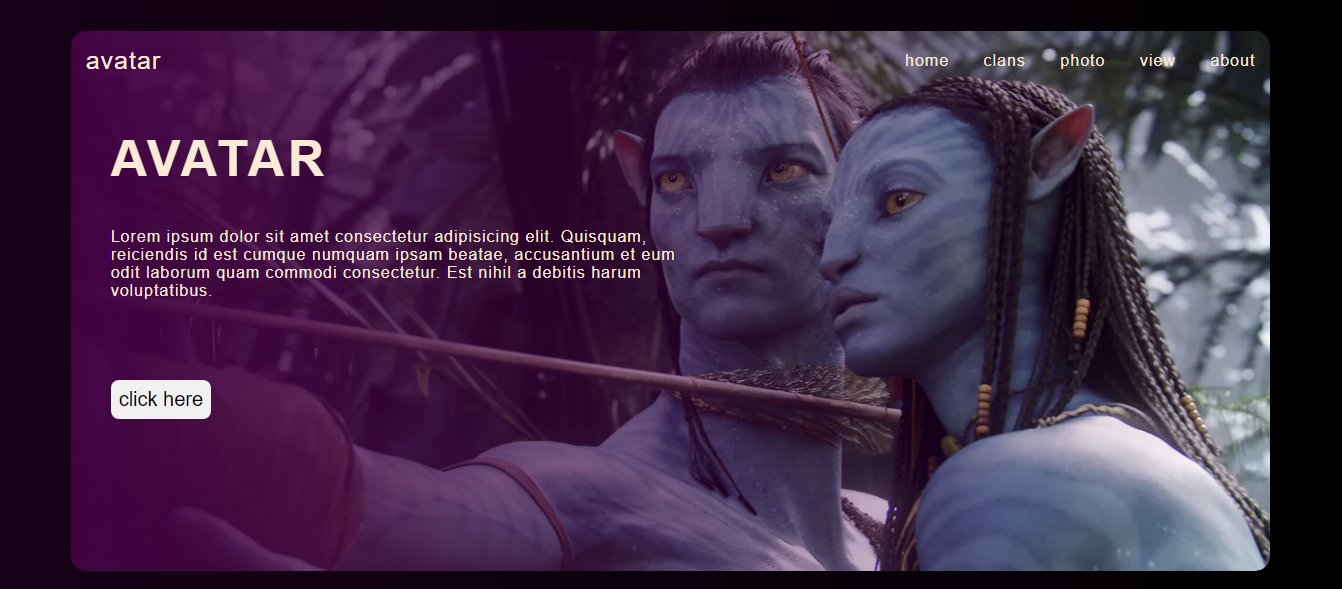 avatar
home clans photo view about
AVATAR
Lorem ipsum dolor sit amet consectetur adipisicing elit. Quisquam,
reiciendis id est cumque numquam ipsam beatae, accusantium et eum
odit laborum quam commodi consectetur. Est nihil a debitis harum
voluptatibus.
click here